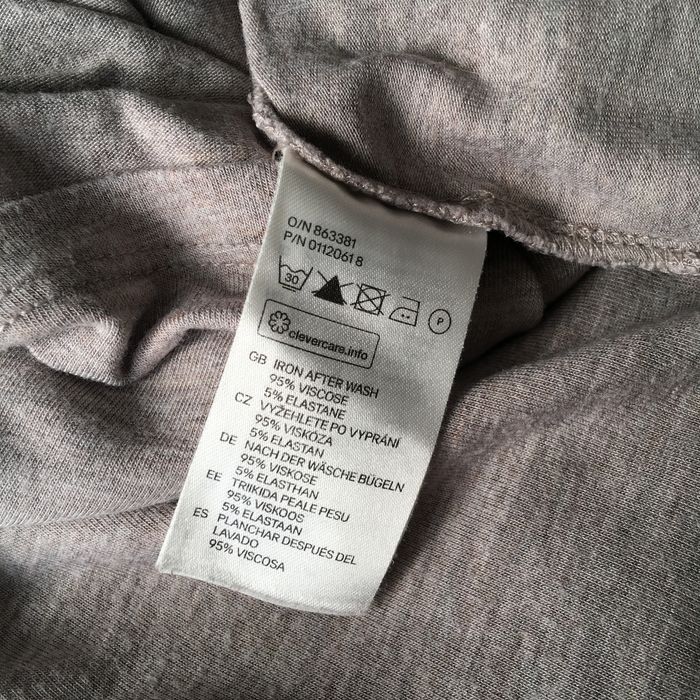 O/N 863381
P/N 0112061 8
30
P
clevercare.info
GB IRON AFTER WASH
95% VISCOSE
5% ELASTANE
CZ VYŽEHLETE PO VYPRÁNÍ
95% VISKÓZA
5% ELASTAN
DE NACH DER WÄSCHE BÜGELN
95% VISKOSE
5% ELASTHAN
EE TRIIKIDA PEALE PESU
95% VISKOOS
5% ELASTAAN
ES PLANCHAR DESPUÉS DEL
LAVADO
95% VISCOSA